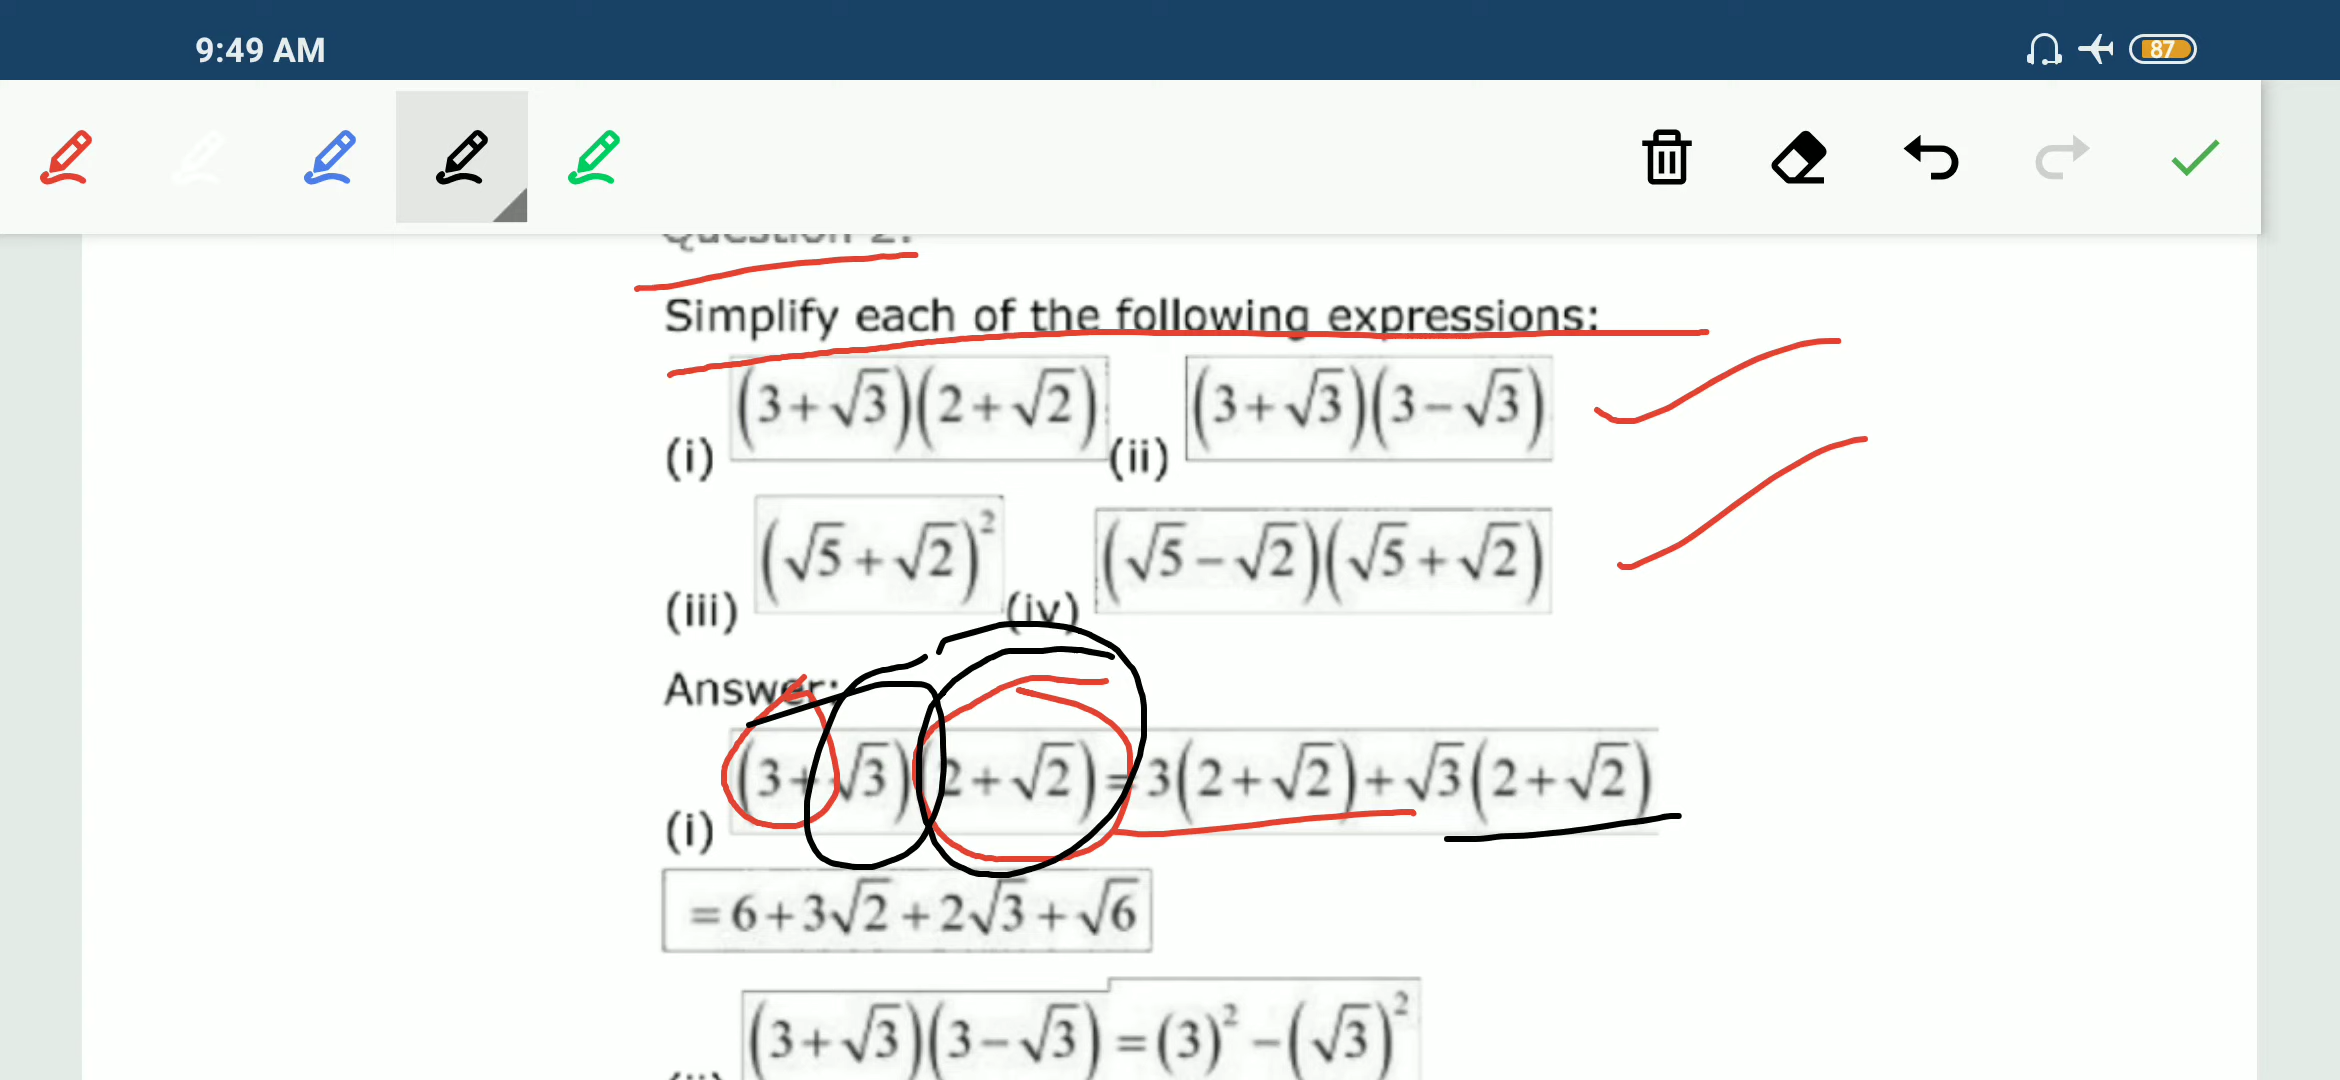 9:49 AM 87
Question 2:
Simplify each of the following expressions:
(i) (3+√3)(2+√2) (ii) (3+√3)(3−√3)
(iii) (√5+√2)² (iv) (√5−√2)(√5+√2)
Answer:
(i) (3+√3)(2+√2)=3(2+√2)+√3(2+√2)
=6+3√2+2√3+√6
(3+√3)(3−√3)=(3)²−(√3)²